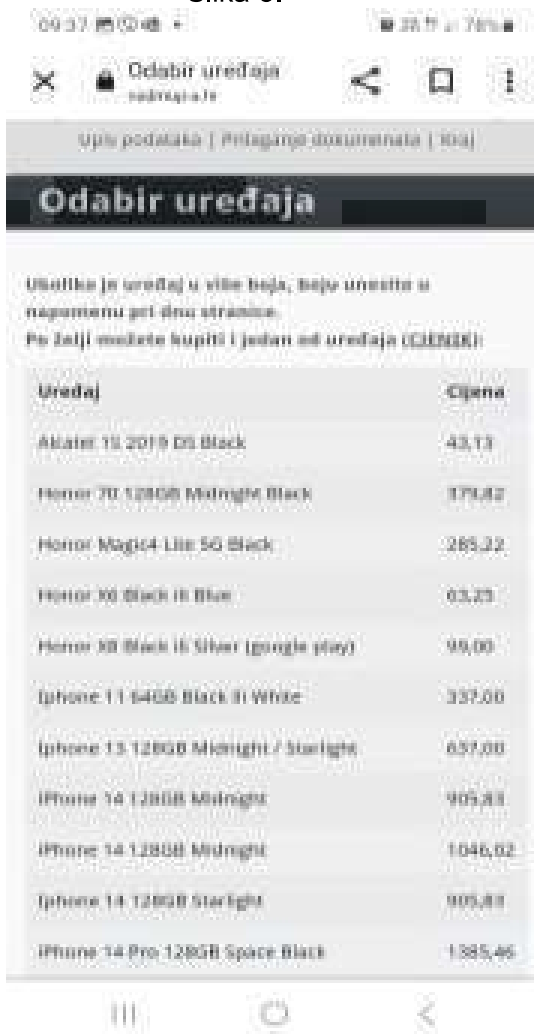 09:37
78%
Odabir uređaja
Upis podataka | Prilaganje dokumenata | Kraj
Odabir uređaja
Ukoliko je uređaj u više boja, boju unesite u
napomenu pri dnu stranice.
Po želji možete kupiti i jedan od uređaja (CJENIK):
Uređaj Cijena
Alcatel 1S 2019 DS Black 43,13
Honor 70 128GB Midnight Black 379,82
Honor Magic4 Lite 5G Black 285,22
Honor X6 Black ili Blue 63,25
Honor X8 Black ili Silver (google play) 99,00
Iphone 11 64GB Black ili White 337,00
Iphone 13 128GB Midnight / Starlight 637,00
iPhone 14 128GB Midnight 905,83
iPhone 14 128GB Midnight 1046,02
Iphone 14 128GB Starlight 905,83
iPhone 14 Pro 128GB Space Black 1385,46